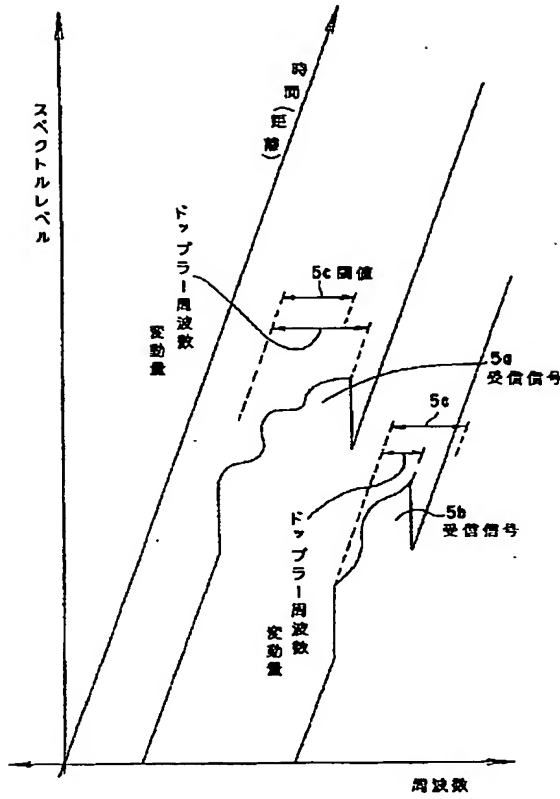 スペクトルレベル
時間(距離)
ドップラー周波数
変動量
5c閾値
5a
受信信号
5c
5b
受信信号
ドップラー周波数
変動量
周波数